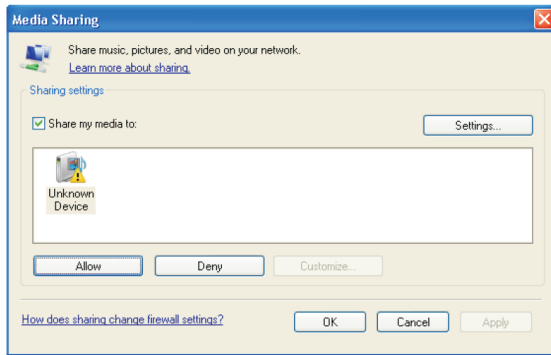 Media Sharing
Share music, pictures, and video on your network.
Learn more about sharing.
Sharing settings
Share my media to:
Settings...
Unknown
Device
Allow
Deny
Customize...
How does sharing change firewall settings?
OK
Cancel
Apply